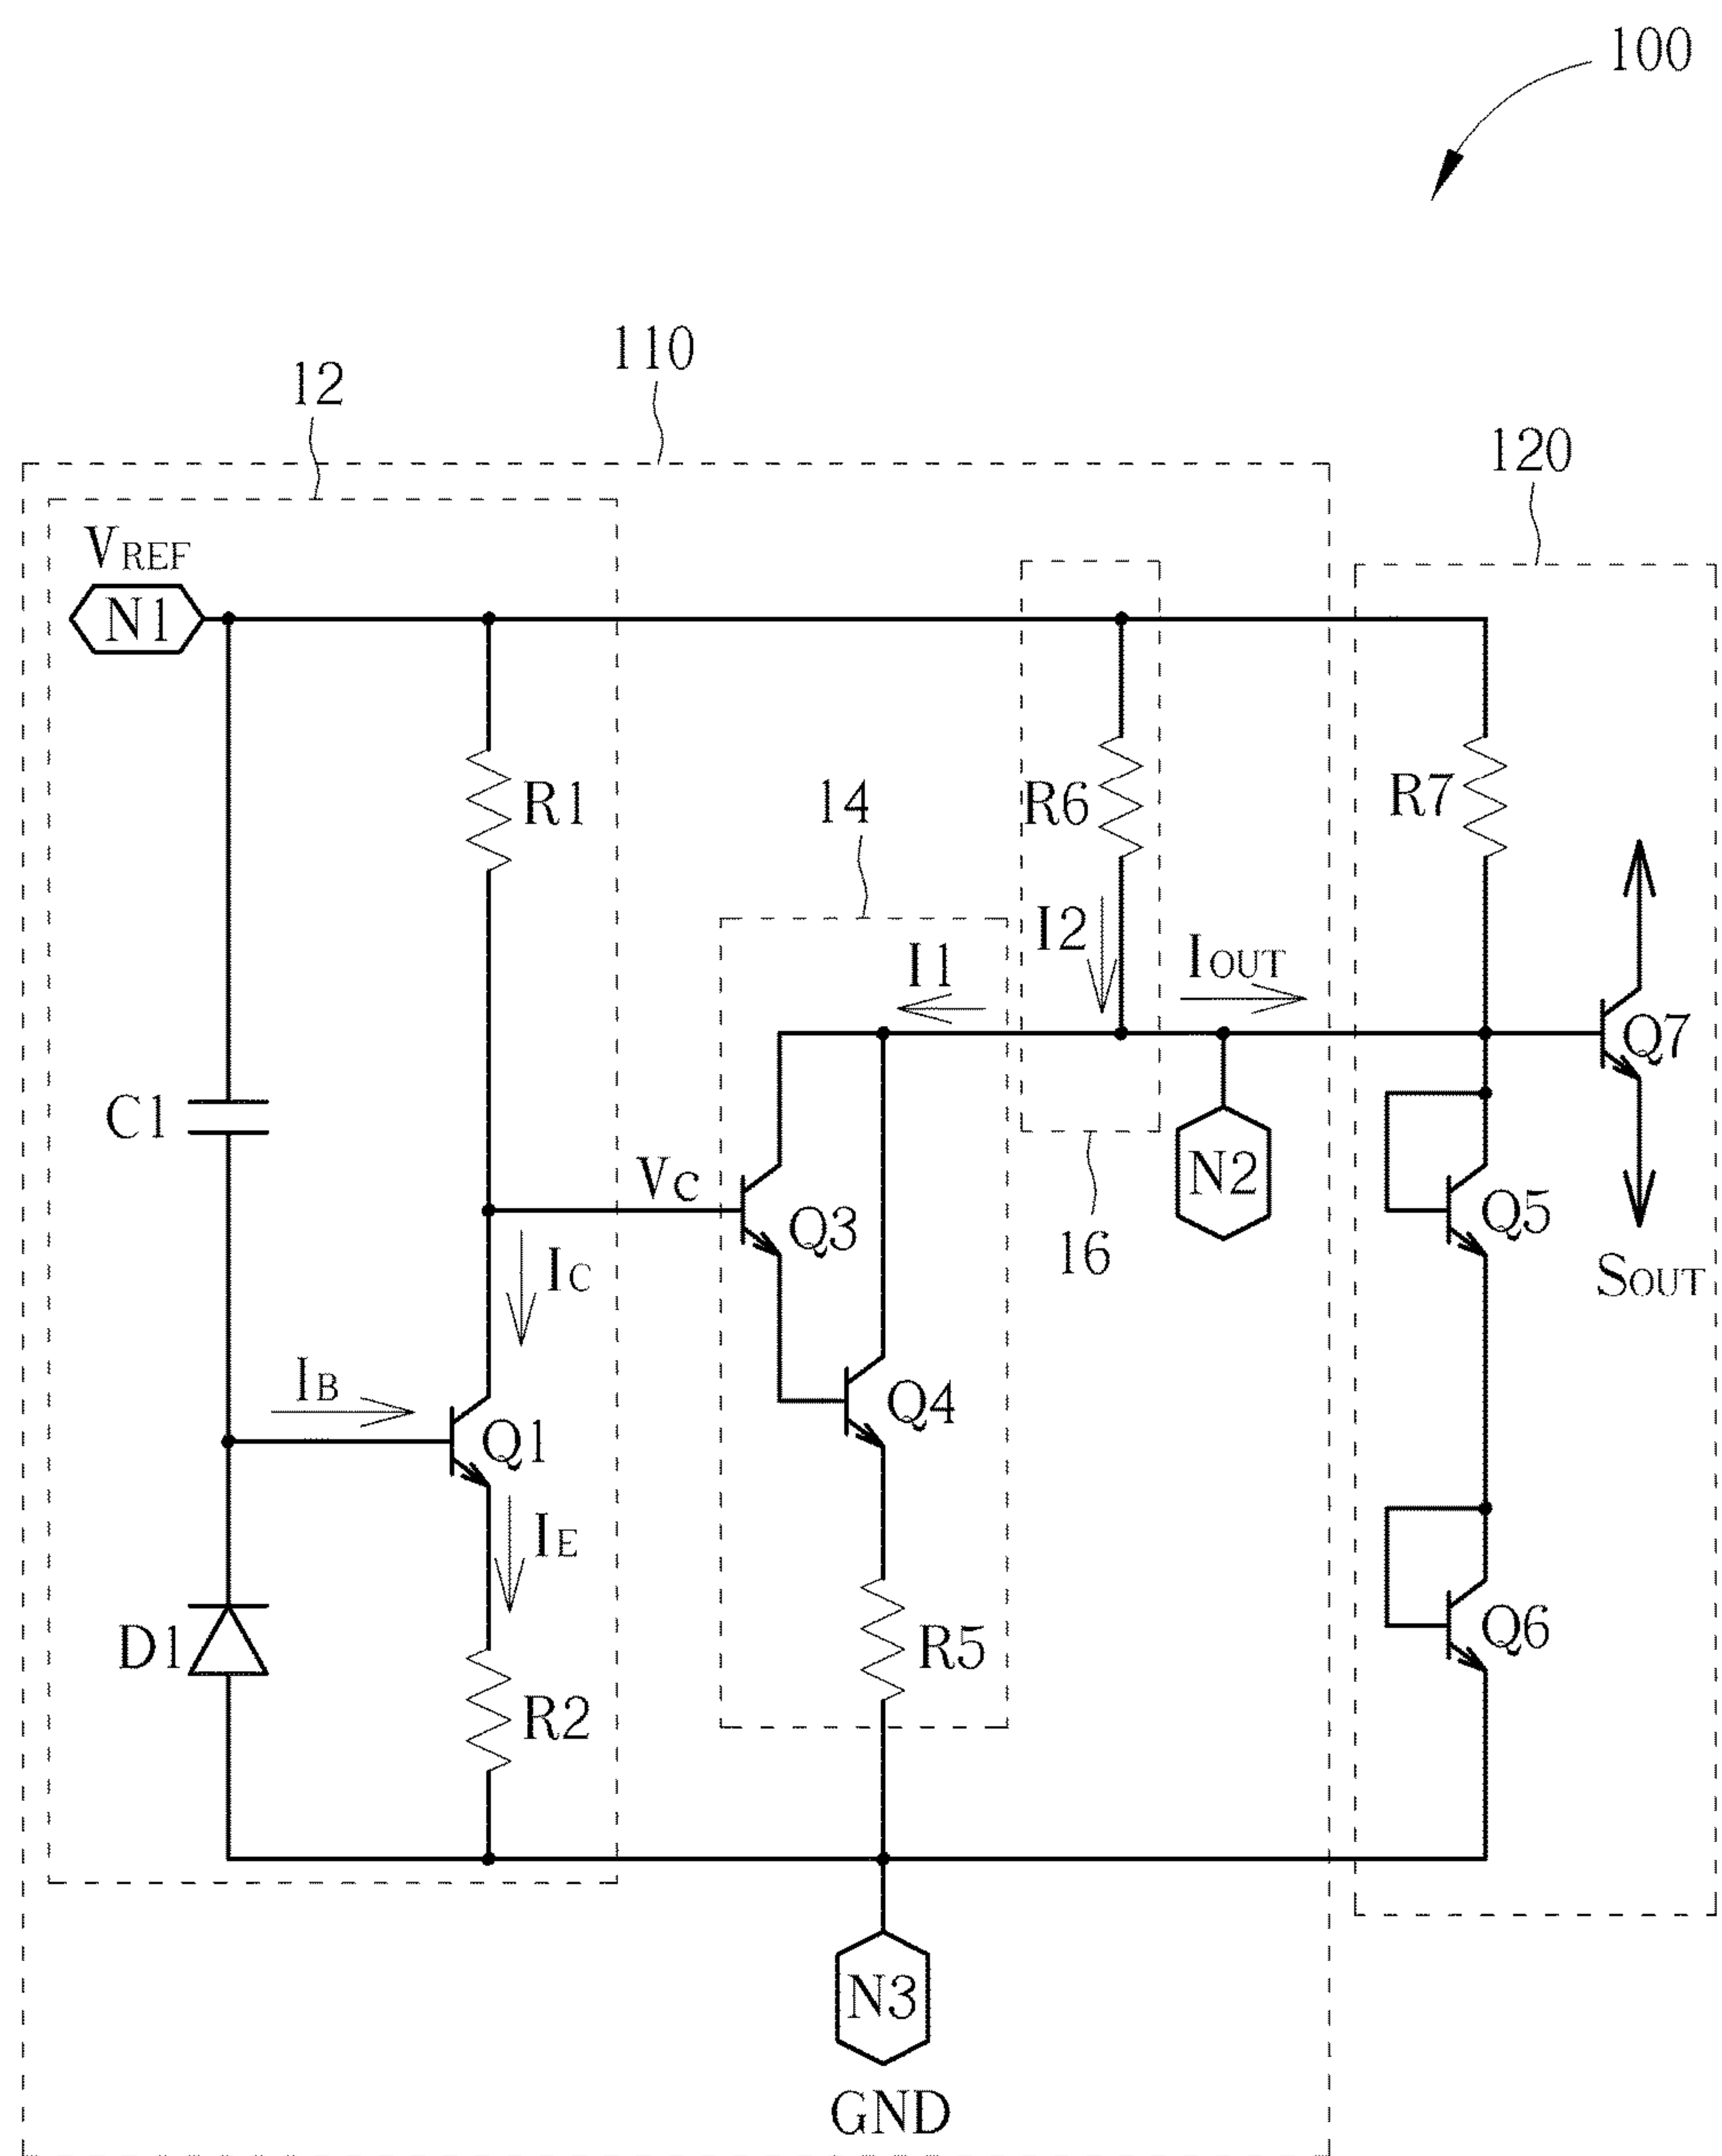 100
110
12
120
VREF
N1
R1
R6
R7
14
I2
I1
IOUT
Q7
C1
VC
Q3
N2
Q5
16
IC
SOUT
IB
Q4
Q1
IE
D1
R5
Q6
R2
N3
GND